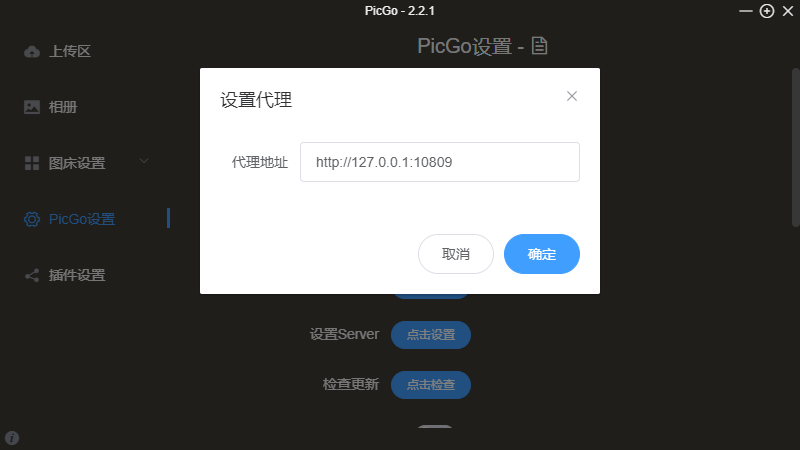 PicGo - 2.2.1
上传区
相册
图床设置
PicGo设置
插件设置
PicGo设置 -
设置代理
代理地址
http://127.0.0.1:10809
取消
确定
设置Server
点击设置
检查更新
点击检查